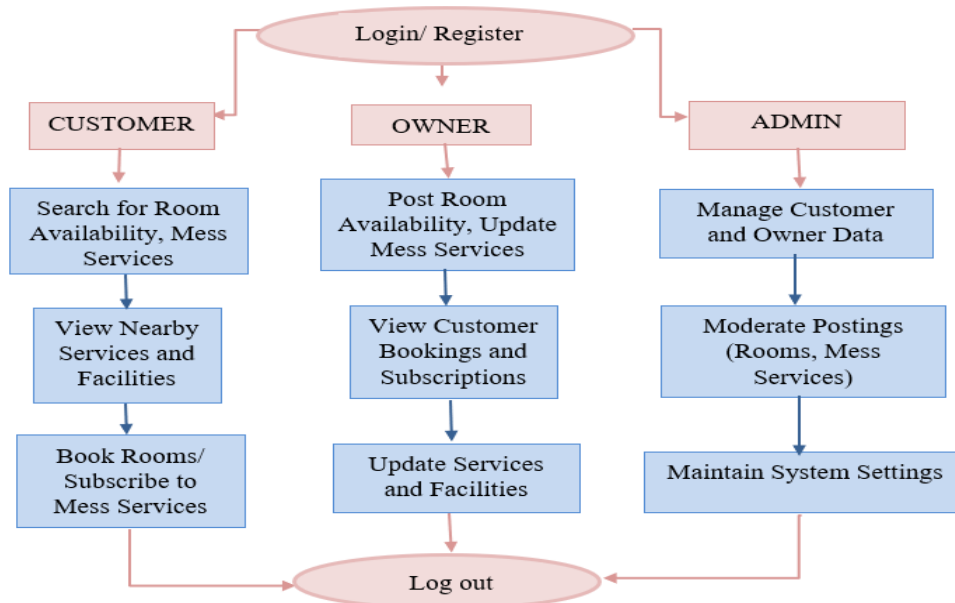 Login/ Register
CUSTOMER
OWNER
ADMIN
Search for Room
Availability, Mess
Services
Post Room
Availability, Update
Mess Services
Manage Customer
and Owner Data
View Nearby
Services and
Facilities
View Customer
Bookings and
Subscriptions
Moderate Postings
(Rooms, Mess
Services)
Book Rooms/
Subscribe to
Mess Services
Update Services
and Facilities
Maintain System Settings
Log out